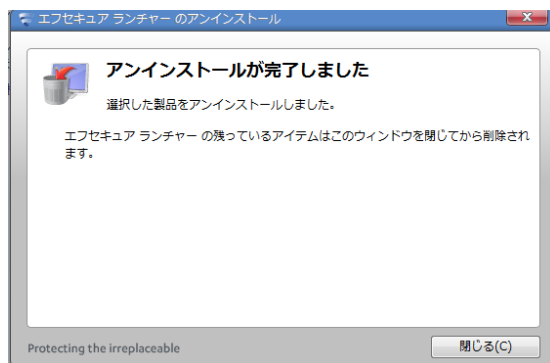 エフセキュア ランチャー のアンインストール
アンインストールが完了しました
選択した製品をアンインストールしました。
エフセキュア ランチャー の残っているアイテムはこのウィンドウを閉じてから削除され
ます。
Protecting the irreplaceable
閉じる(C)